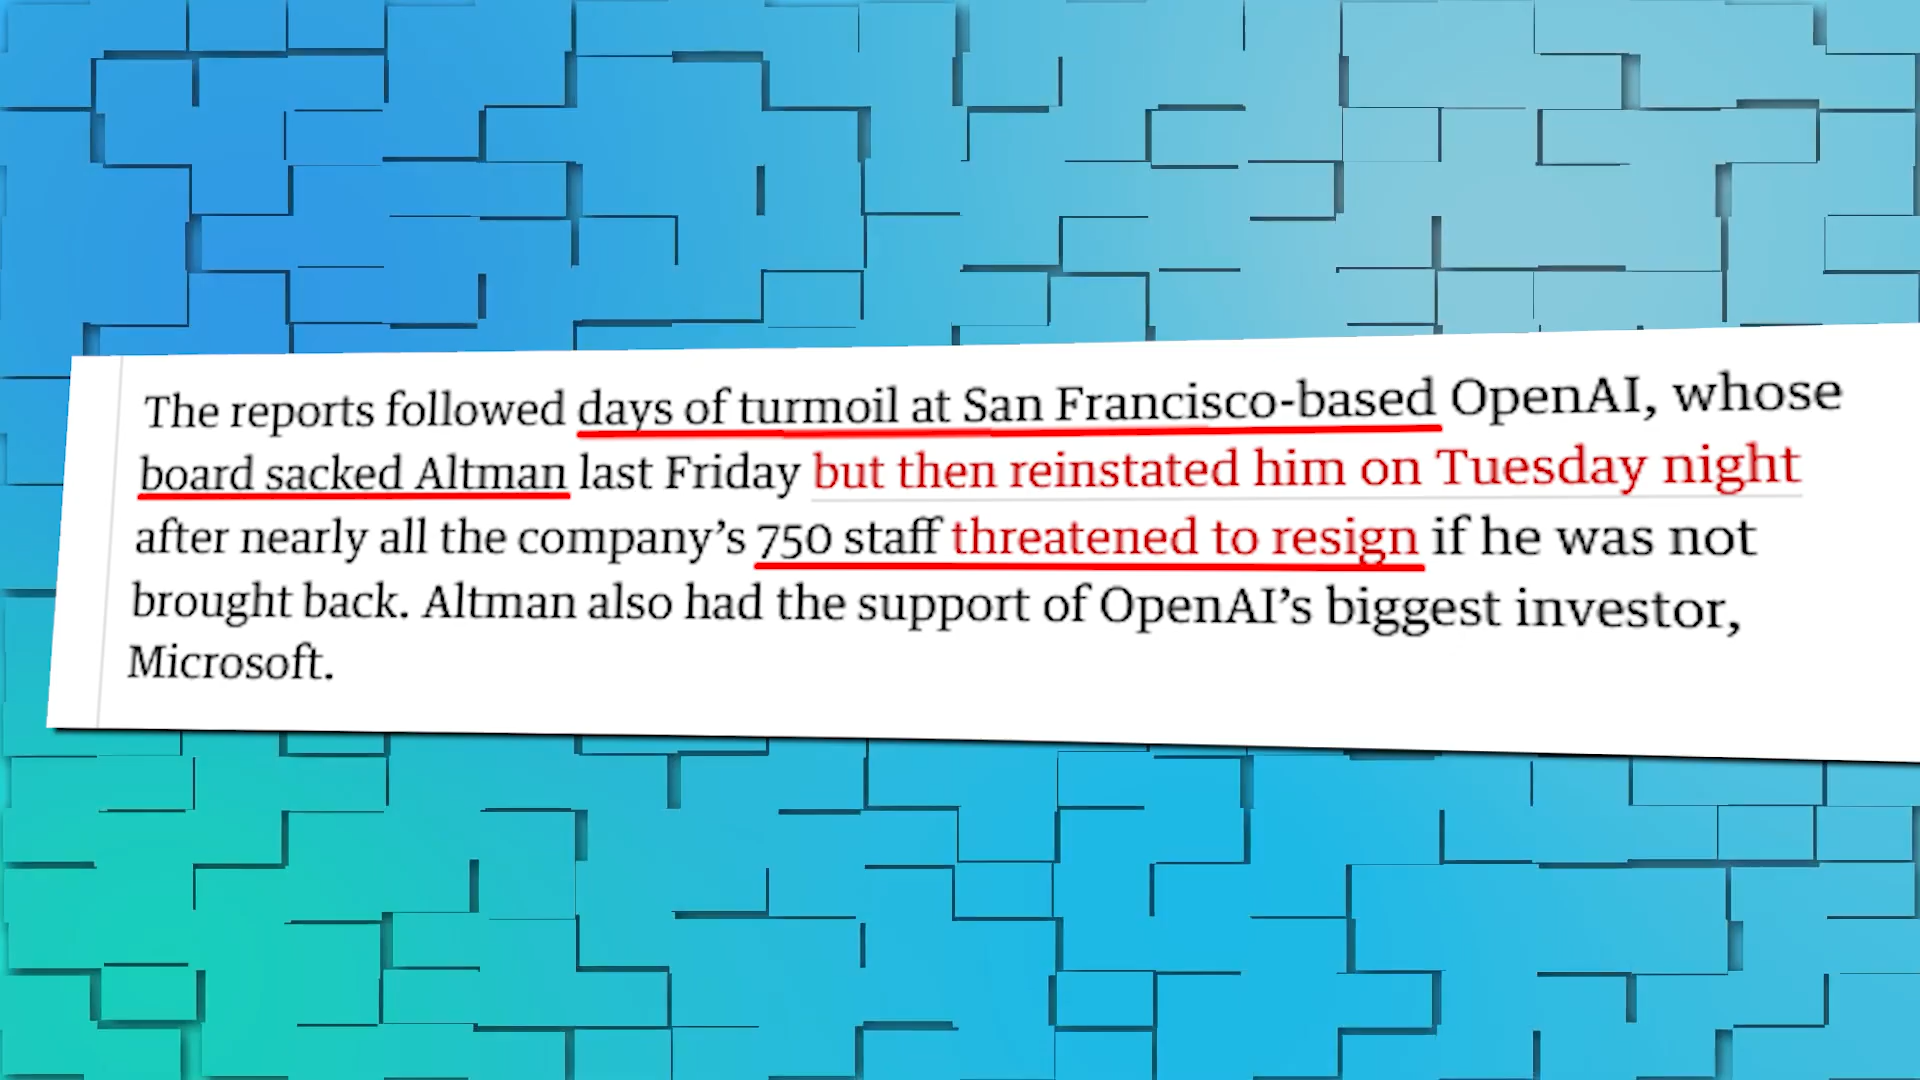 The reports followed days of turmoil at San Francisco-based OpenAI, whose
board sacked Altman last Friday but then reinstated him on Tuesday night
after nearly all the company’s 750 staff threatened to resign if he was not
brought back. Altman also had the support of OpenAI’s biggest investor,
Microsoft.